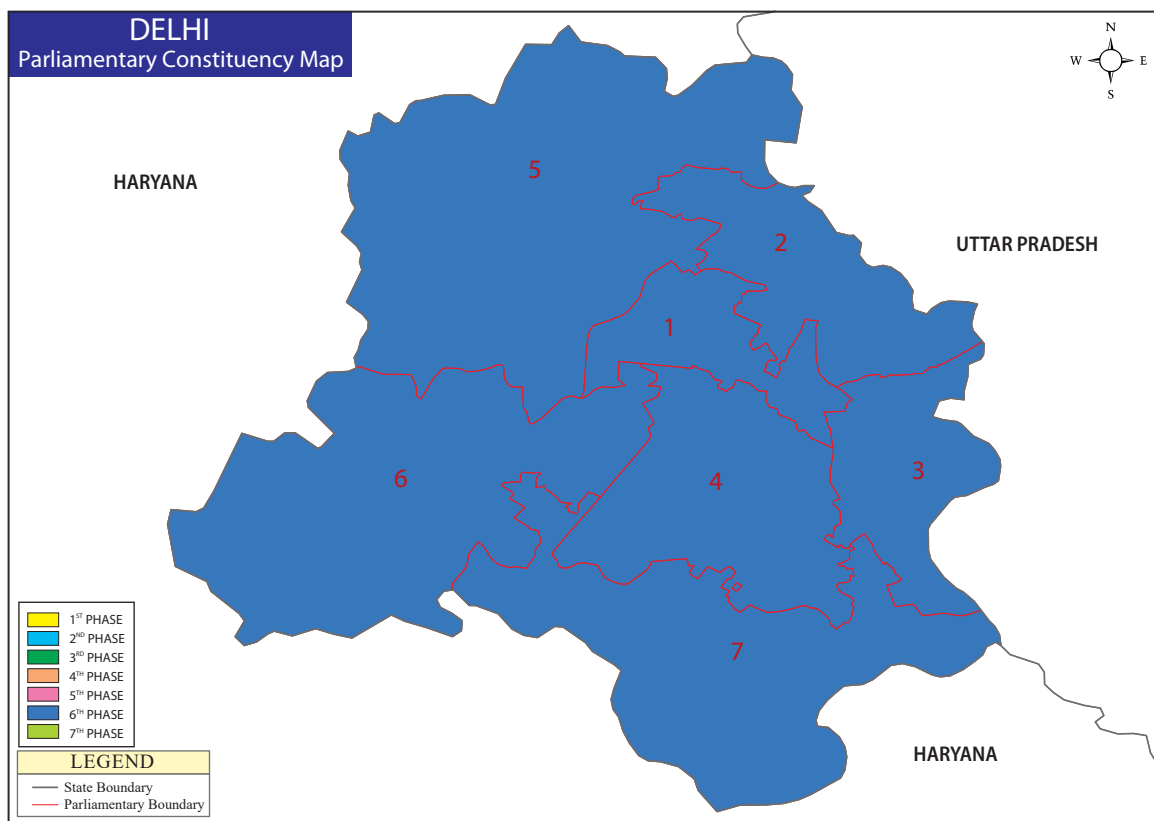 DELHI
Parliamentary Constituency Map
N
W E
S
HARYANA
5
UTTAR PRADESH
2
1
6
4
3
7
HARYANA
1ST PHASE
2ND PHASE
3RD PHASE
4TH PHASE
5TH PHASE
6TH PHASE
7TH PHASE
LEGEND
State Boundary
Parliamentary Boundary